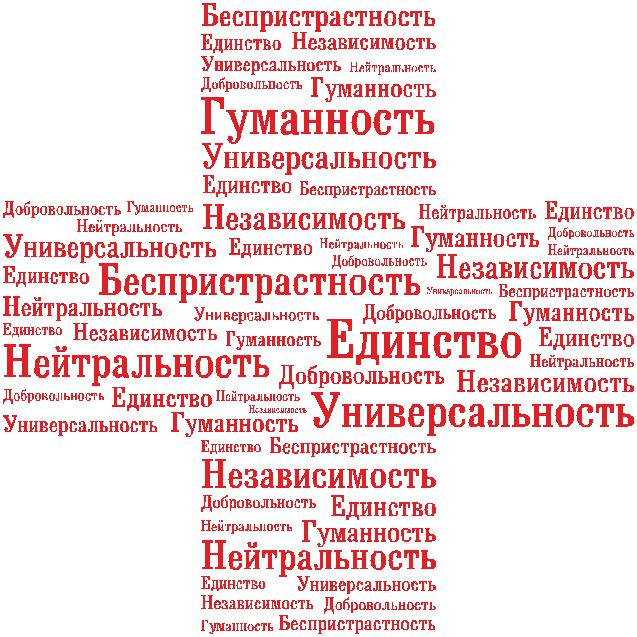 Беспристрастность
Единство Независимость
Универсальность Нейтральность
Добровольность Гуманность
Гуманность
Универсальность
Единство Беспристрастность
Добровольность Гуманность Независимость Нейтральность Единство
Нейтральность Гуманность Добровольность
Универсальность Единство Нейтральность Нейтральность
Добровольность Независимость
Единство Беспристрастность Универсальность Беспристрастность
Нейтральность Универсальность Добровольность Гуманность
Единство Независимость Гуманность Единство Единство
Нейтральность Добровольность Нейтральность
Независимость
Добровольность Единство Нейтральность Универсальность
Независимость
Универсальность Гуманность
Единство Беспристрастность
Независимость
Добровольность Единство
Нейтральность Гуманность
Нейтральность
Единство Универсальность
Независимость Добровольность
Гуманность Беспристрастность